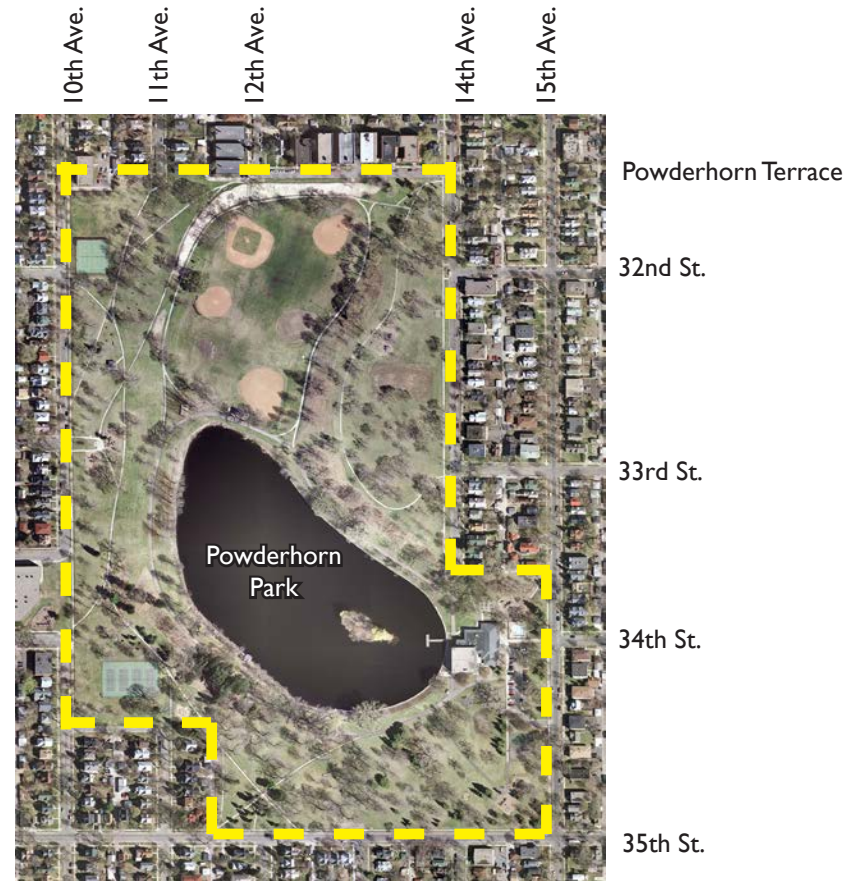 10th Ave.
11th Ave.
12th Ave.
14th Ave.
15th Ave.
Powderhorn Terrace
32nd St.
33rd St.
Powderhorn
Park
34th St.
35th St.